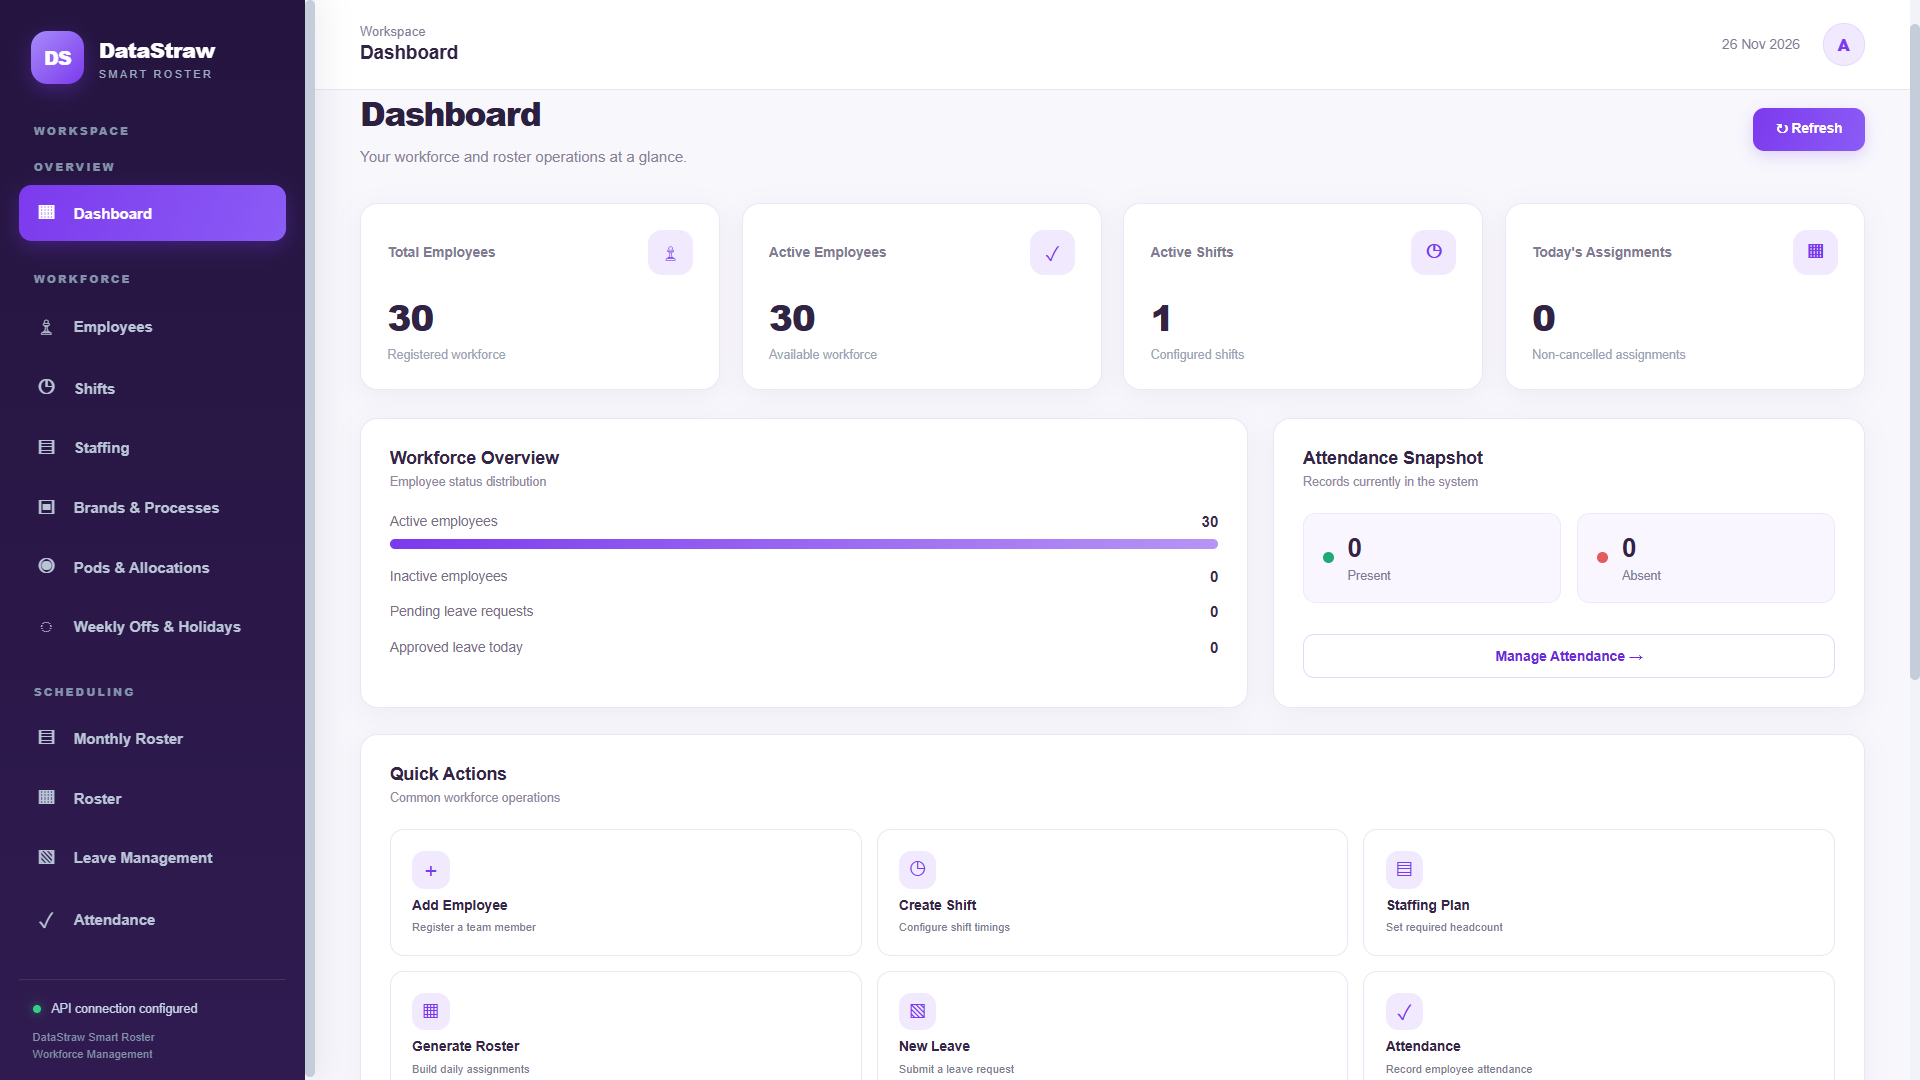 DS
DataStraw
SMART ROSTER
WORKSPACE
OVERVIEW
Dashboard
WORKFORCE
Employees
Shifts
Staffing
Brands & Processes
Pods & Allocations
Weekly Offs & Holidays
SCHEDULING
Monthly Roster
Roster
Leave Management
Attendance
API connection configured
DataStraw Smart Roster
Workforce Management
Workspace
Dashboard
26 Nov 2026
A
Dashboard
Your workforce and roster operations at a glance.
↻ Refresh
Total Employees
30
Registered workforce
Active Employees
✓
30
Available workforce
Active Shifts
1
Configured shifts
Today's Assignments
0
Non-cancelled assignments
Workforce Overview
Employee status distribution
Active employees 30
Inactive employees 0
Pending leave requests 0
Approved leave today 0
Attendance Snapshot
Records currently in the system
0
Present
0
Absent
Manage Attendance →
Quick Actions
Common workforce operations
+
Add Employee
Register a team member
Create Shift
Configure shift timings
Staffing Plan
Set required headcount
Generate Roster
Build daily assignments
New Leave
Submit a leave request
✓
Attendance
Record employee attendance